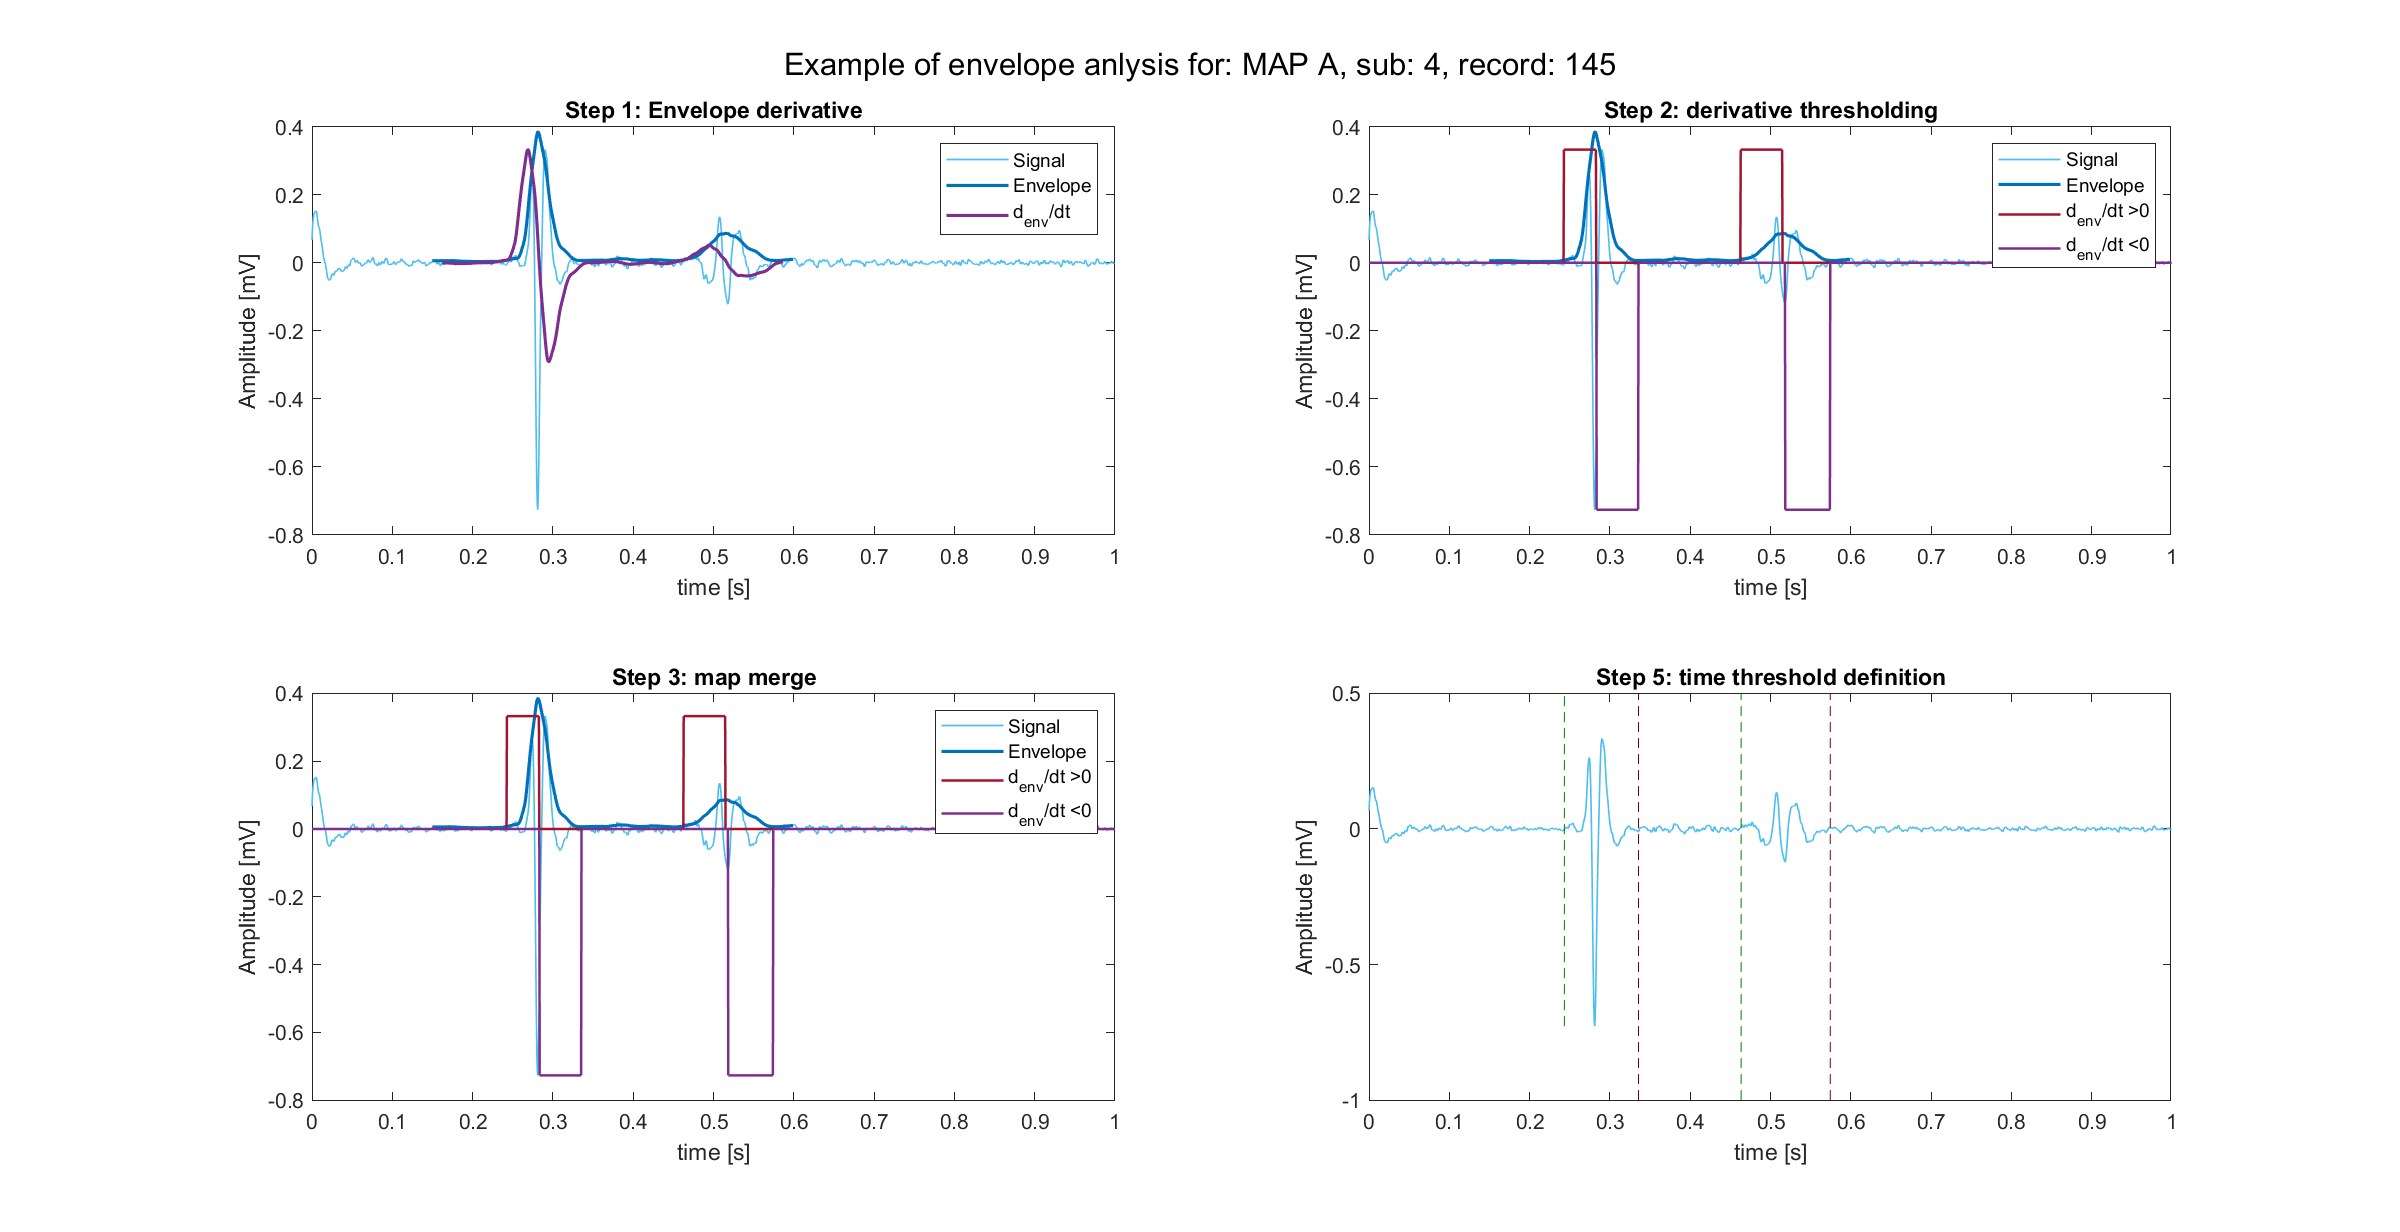 Example of envelope anlysis for: MAP A, sub: 4, record: 145
Step 1: Envelope derivative
0.4
0.2
0
-0.2
-0.4
-0.6
-0.8
Amplitude [mV]
0 0.1 0.2 0.3 0.4 0.5 0.6 0.7 0.8 0.9 1
time [s]
Signal
Envelope
d_env/dt
Step 2: derivative thresholding
0.4
0.2
0
-0.2
-0.4
-0.6
-0.8
Amplitude [mV]
0 0.1 0.2 0.3 0.4 0.5 0.6 0.7 0.8 0.9 1
time [s]
Signal
Envelope
d_env/dt >0
d_env/dt <0
Step 3: map merge
0.4
0.2
0
-0.2
-0.4
-0.6
-0.8
Amplitude [mV]
0 0.1 0.2 0.3 0.4 0.5 0.6 0.7 0.8 0.9 1
time [s]
Signal
Envelope
d_env/dt >0
d_env/dt <0
Step 5: time threshold definition
0.5
0
-0.5
-1
Amplitude [mV]
0 0.1 0.2 0.3 0.4 0.5 0.6 0.7 0.8 0.9 1
time [s]